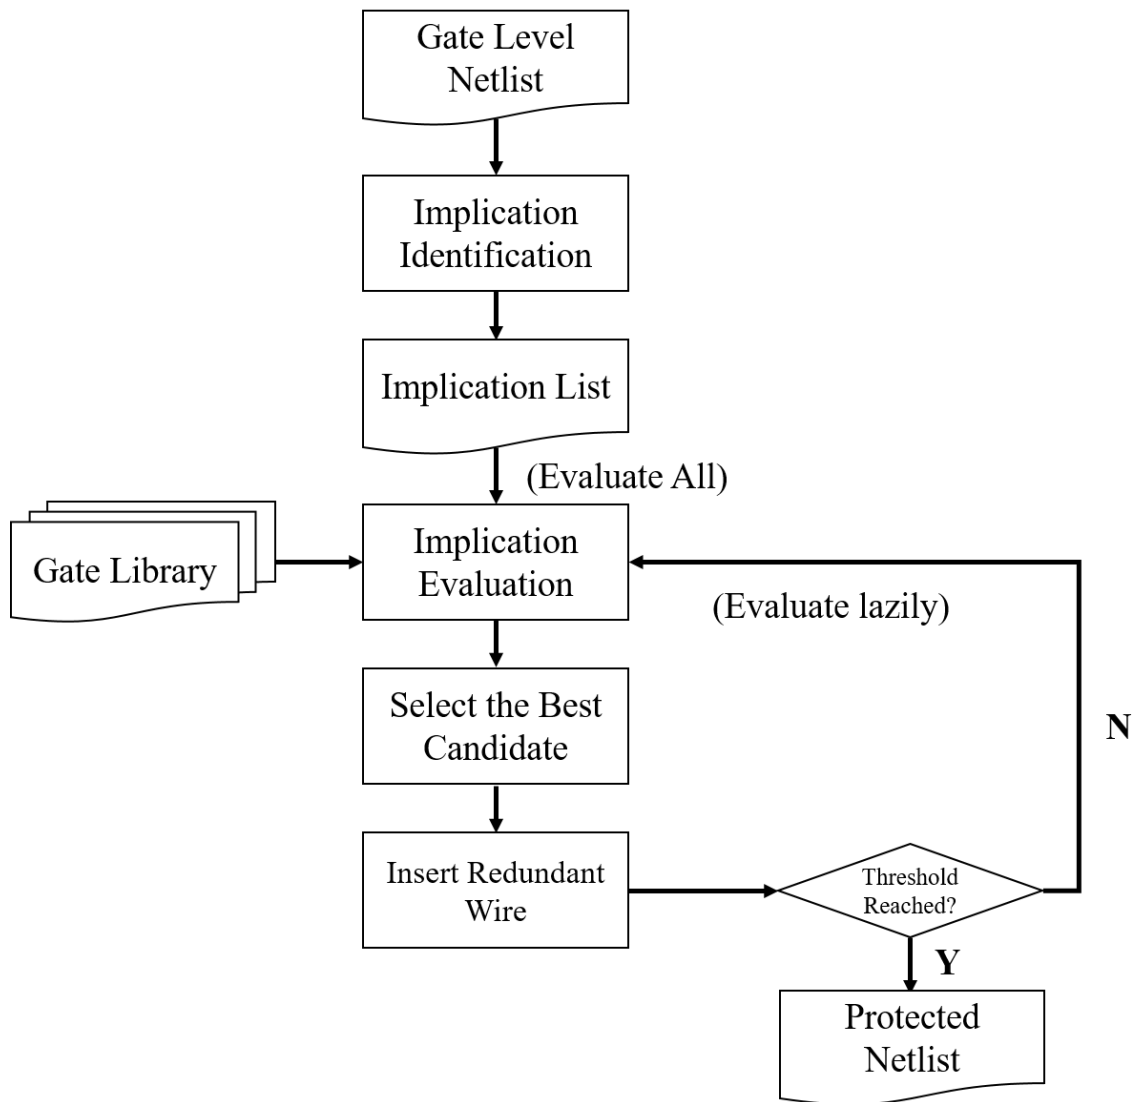 Gate Level
Netlist
Implication
Identification
Implication List
(Evaluate All)
Gate Library
Implication
Evaluation
(Evaluate lazily)
Select the Best
Candidate
N
Insert Redundant
Wire
Threshold
Reached?
Y
Protected
Netlist